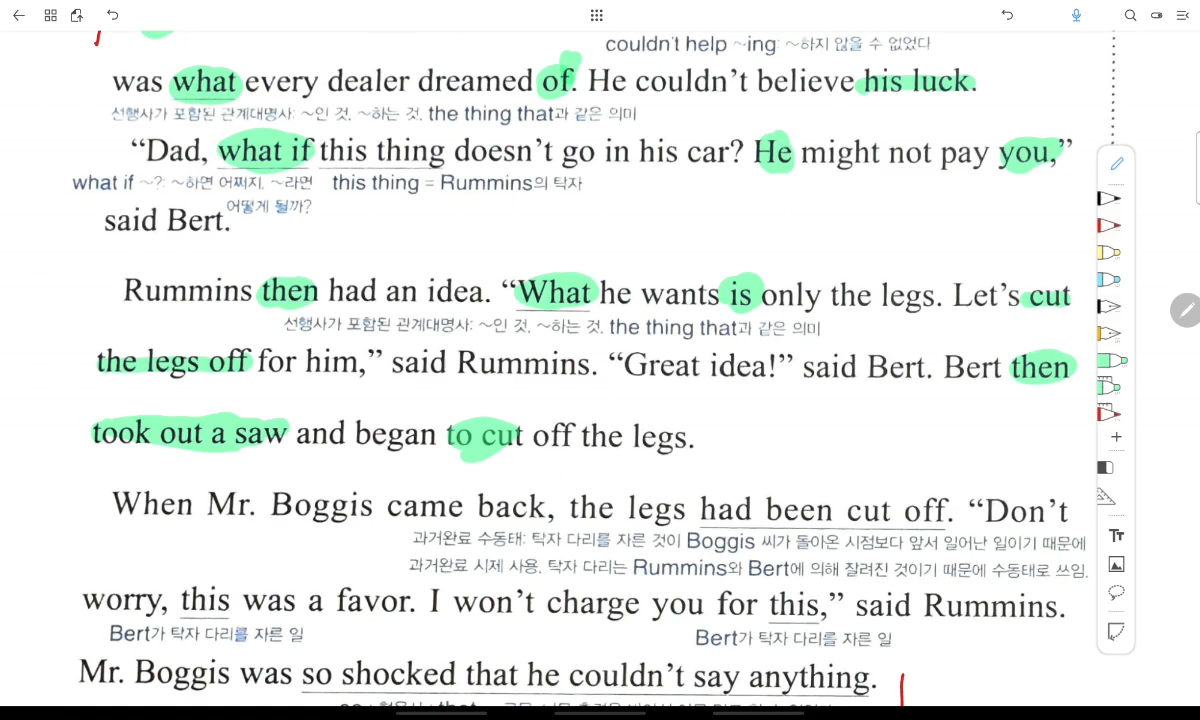 couldn't help ~ing: ~하지 않을 수 없었다
was what every dealer dreamed of. He couldn't believe his luck.
선행사가 포함된 관계대명사: ~인 것, ~하는 것, the thing that과 같은 의미
“Dad, what if this thing doesn't go in his car? He might not pay you,”
what if ~?: ~하면 어쩌지, ~라면 this thing = Rummins의 탁자
어떻게 될까?
said Bert.
Rummins then had an idea. “What he wants is only the legs. Let's cut
선행사가 포함된 관계대명사: ~인 것, ~하는 것, the thing that과 같은 의미
the legs off for him,” said Rummins. “Great idea!” said Bert. Bert then
took out a saw and began to cut off the legs.
When Mr. Boggis came back, the legs had been cut off. “Don't
과거완료 수동태: 탁자 다리를 자른 것이 Boggis 씨가 돌아온 시점보다 앞서 일어난 일이기 때문에
과거완료 시제 사용. 탁자 다리는 Rummins와 Bert에 의해 잘려진 것이기 때문에 수동태로 쓰임.
worry, this was a favor. I won't charge you for this,” said Rummins.
Bert가 탁자 다리를 자른 일 Bert가 탁자 다리를 자른 일
Mr. Boggis was so shocked that he couldn't say anything.